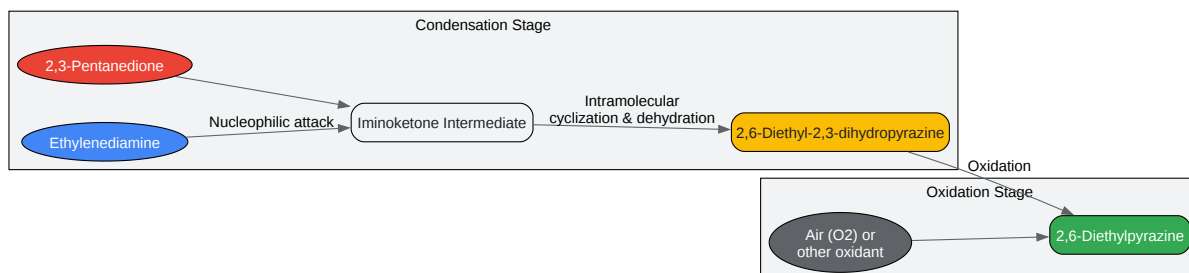 Condensation Stage
2,3-Pentanedione
Ethylenediamine
Nucleophilic attack
Iminoketone Intermediate
Intramolecular
cyclization & dehydration
2,6-Diethyl-2,3-dihydropyrazine
Oxidation
Oxidation Stage
Air (O2) or
other oxidant
2,6-Diethylpyrazine